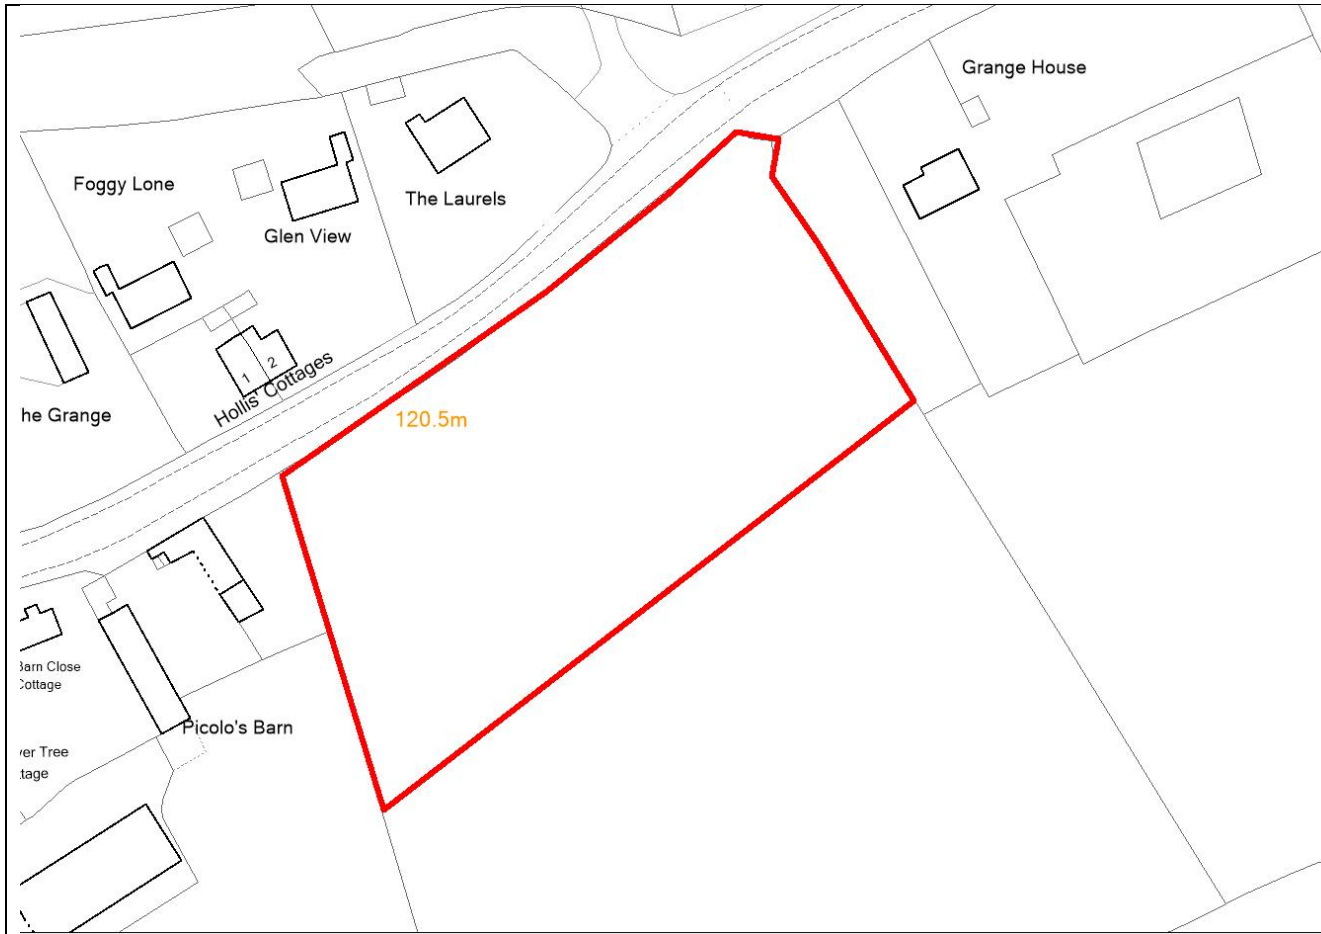 Grange House
Foggy Lone
The Laurels
Glen View
1 2
Hollis' Cottages
he Grange
120.5m
Barn Close
Cottage
Picolo's Barn
ver Tree
tage